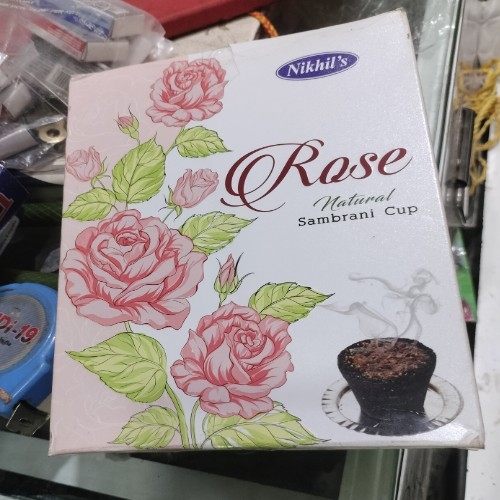 Nikhil's
Rose
Natural
Sambrani Cup